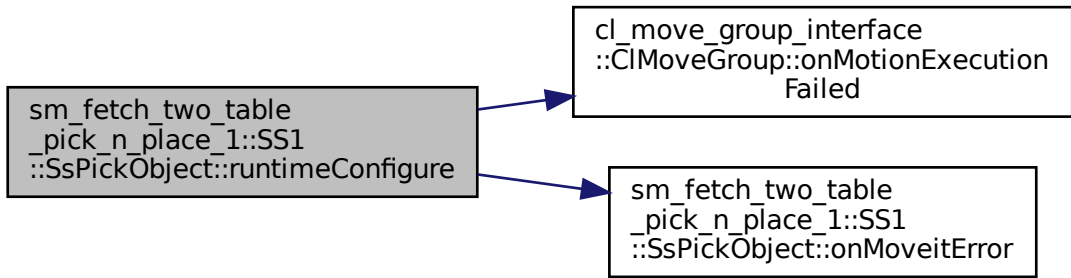 sm_fetch_two_table
_pick_n_place_1::SS1
::SsPickObject::runtimeConfigure
cl_move_group_interface
::ClMoveGroup::onMotionExecution
Failed
sm_fetch_two_table
_pick_n_place_1::SS1
::SsPickObject::onMoveitError